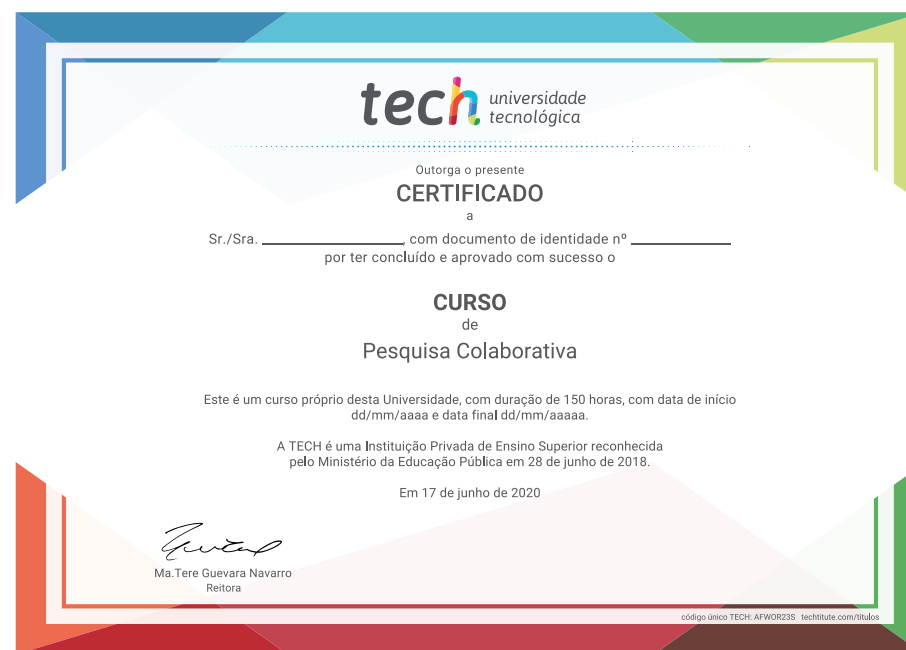 tech universidade
tecnológica
Outorga o presente
CERTIFICADO
a
Sr./Sra. ________________, com documento de identidade nº ____________
por ter concluído e aprovado com sucesso o
CURSO
de
Pesquisa Colaborativa
Este é um curso próprio desta Universidade, com duração de 150 horas, com data de início
dd/mm/aaaa e data final dd/mm/aaaaa.
A TECH é uma Instituição Privada de Ensino Superior reconhecida
pelo Ministério da Educação Pública em 28 de junho de 2018.
Em 17 de junho de 2020
Ma.Tere Guevara Navarro
Reitora
código único TECH: AFWOR23S techtitute.com/titulos